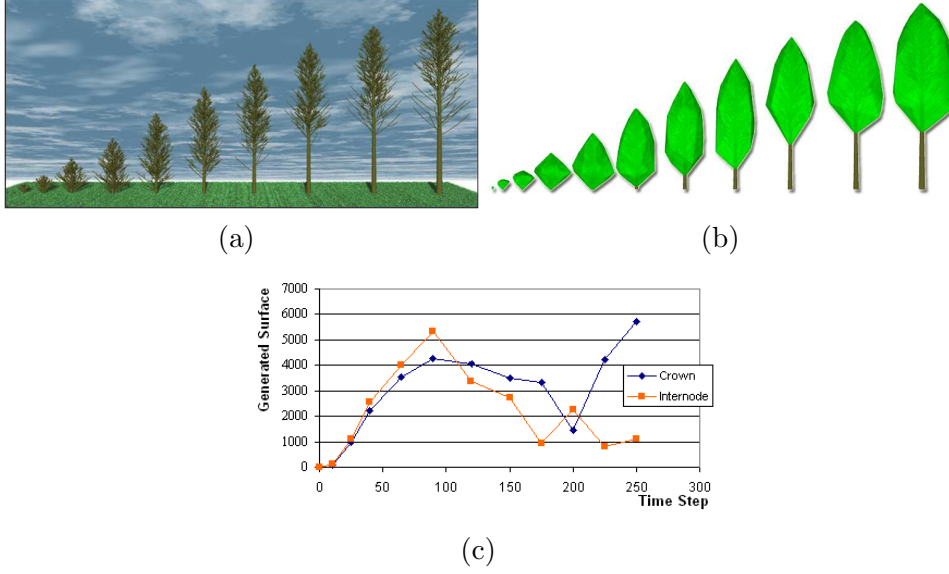 (a)
(b)
Generated Surface
7000
6000
5000
4000
3000
2000
1000
0
0 50 100 150 200 250 300
Time Step
Crown
Internode
(c)